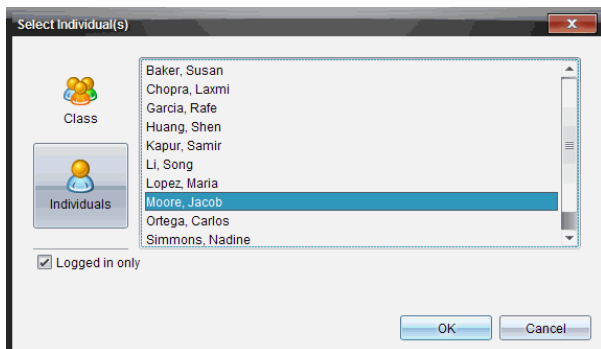 Select Individual(s)
Class
Individuals
Logged in only
Baker, Susan
Chopra, Laxmi
Garcia, Rafe
Huang, Shen
Kapur, Samir
Li, Song
Lopez, Maria
Moore, Jacob
Ortega, Carlos
Simmons, Nadine
OK
Cancel